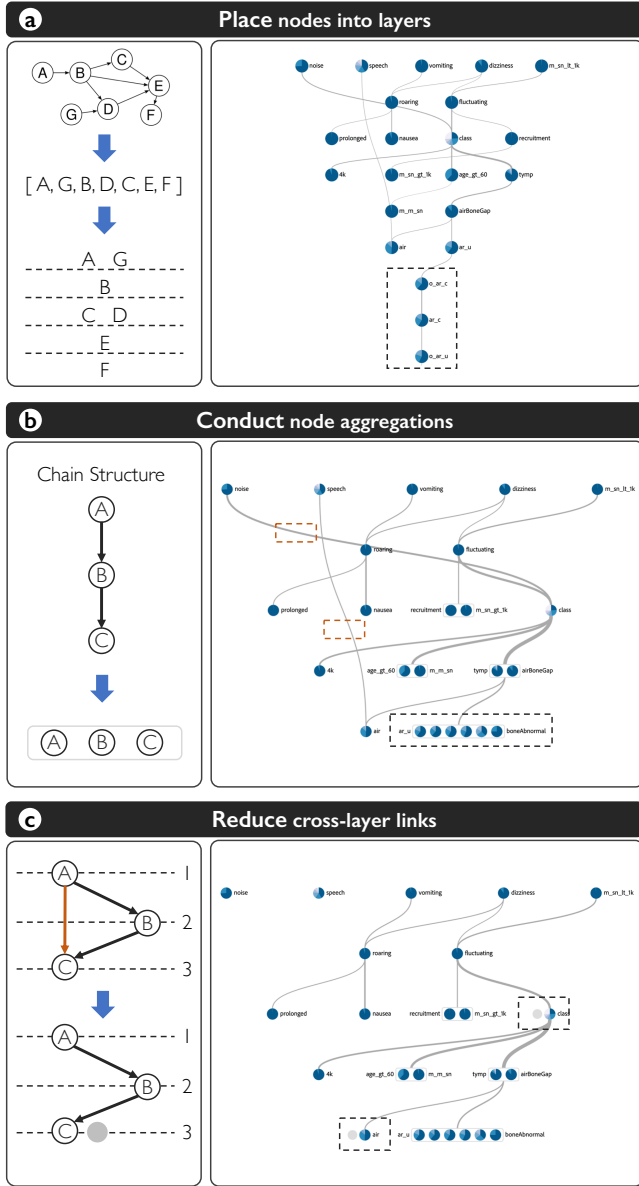 a Place nodes into layers
A B C E G D F
[ A, G, B, D, C, E, F ]
A G
B
C D
E
F
noise speech vomiting dizziness m_sn_lt_1k
roaring fluctuating
prolonged nausea class recruitment
4k m_sn_gt_1k age_gt_60 tymp
m_m_sn airBoneGap
air ar_u
o_ar_c
ar_c
o_ar_u
b Conduct node aggregations
Chain Structure
A
B
C
A B C
noise speech vomiting dizziness m_sn_lt_1k
roaring fluctuating
prolonged nausea recruitment m_sn_gt_1k class
4k age_gt_60 m_m_sn tymp airBoneGap
air ar_u boneAbnormal
c Reduce cross-layer links
A 1
B 2
C 3
A 1
B 2
C 3
noise speech vomiting dizziness m_sn_lt_1k
roaring fluctuating
prolonged nausea recruitment m_sn_gt_1k class
4k age_gt_60 m_m_sn tymp airBoneGap
air ar_u boneAbnormal